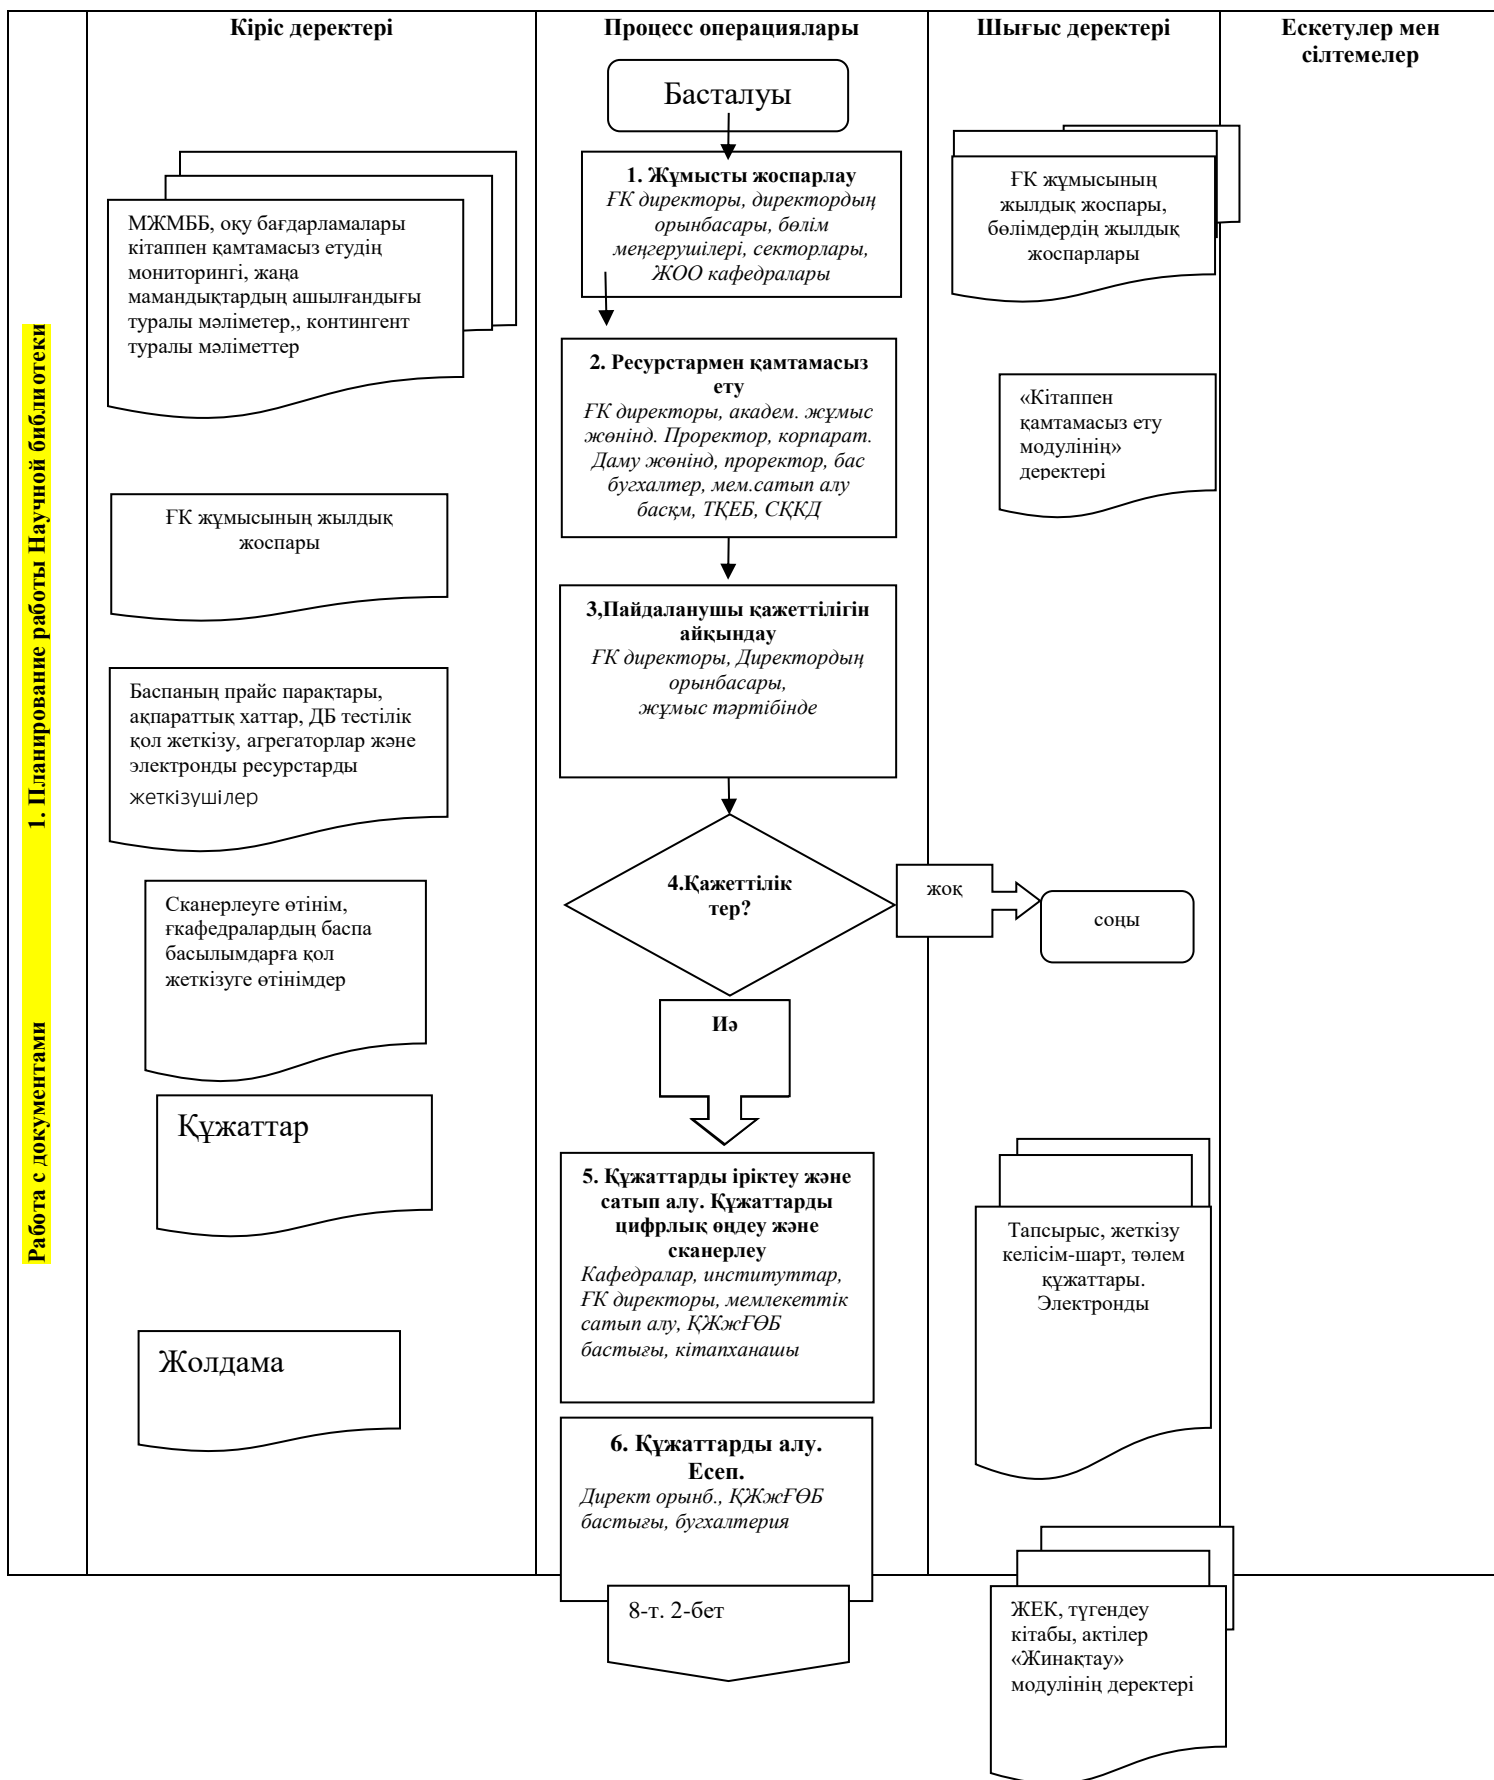 Кіріс деректері
Процесс операциялары
Шығыс деректері
Ескетулер мен
сілтемелер
1. Планирование работы Научной библиотеки
Работа с документами
МЖМББ, оқу бағдарламалары
кітаппен қамтамасыз етудің
мониторингі, жаңа
мамандықтардың ашылғандығы
туралы мәліметер,, контингент
туралы мәліметтер
ҒК жұмысының жылдық
жоспары
Баспаның прайс парақтары,
ақпараттық хаттар, ДБ тестілік
қол жеткізу, агрегаторлар және
электронды ресурстарды
жеткізушілер
Сканерлеуге өтінім,
ғкафедралардың баспа
басылымдарға қол
жеткізуге өтінімдер
Құжаттар
Жолдама
Басталуы
1. Жұмысты жоспарлау
ҒК директоры, директордың
орынбасары, бөлім
меңгерушілері, секторлары,
ЖОО кафедралары
2. Ресурстармен қамтамасыз
ету
ҒК директоры, академ. жұмыс
жөнінд. Проректор, корпарат.
Даму жөнінд, проректор, бас
бугхалтер, мем.сатып алу
басқм, ТҚЕБ, СҚКД
3,Пайдаланушы қажеттілігін
айқындау
ҒК директоры, Директордың
орынбасары,
жұмыс тәртібінде
4.Қажеттілік
тер?
жоқ
соңы
Иә
5. Құжаттарды іріктеу және
сатып алу. Құжаттарды
цифрлық өңдеу және
сканерлеу
Кафедралар, институттар,
ҒК директоры, мемлекеттік
сатып алу, ҚЖжҒӨБ
бастығы, кітапханашы
6. Құжаттарды алу.
Есеп.
Директ орынб., ҚЖжҒӨБ
бастығы, бугхалтерия
8-т. 2-бет
ҒК жұмысының
жылдық жоспары,
бөлімдердің жылдық
жоспарлары
«Кітаппен
қамтамасыз ету
модулінің»
деректері
Тапсырыс, жеткізу
келісім-шарт, төлем
құжаттары.
Электронды
ЖЕК, түгендеу
кітабы, актілер
«Жинақтау»
модулінің деректері